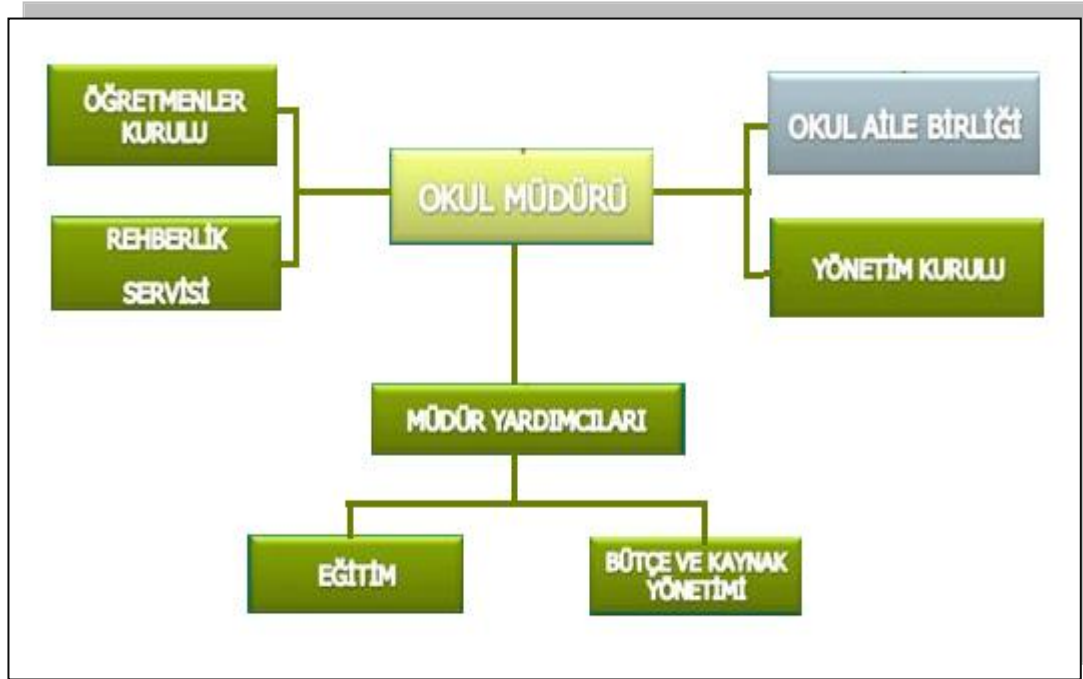 ÖĞRETMENLER
KURULU
OKUL AİLE BİRLİĞİ
OKUL MÜDÜRÜ
REHBERLİK
SERVİSİ
YÖNETİM KURULU
MÜDÜR YARDIMCILARI
EĞİTİM
BÜTÇE VE KAYNAK
YÖNETİMİ